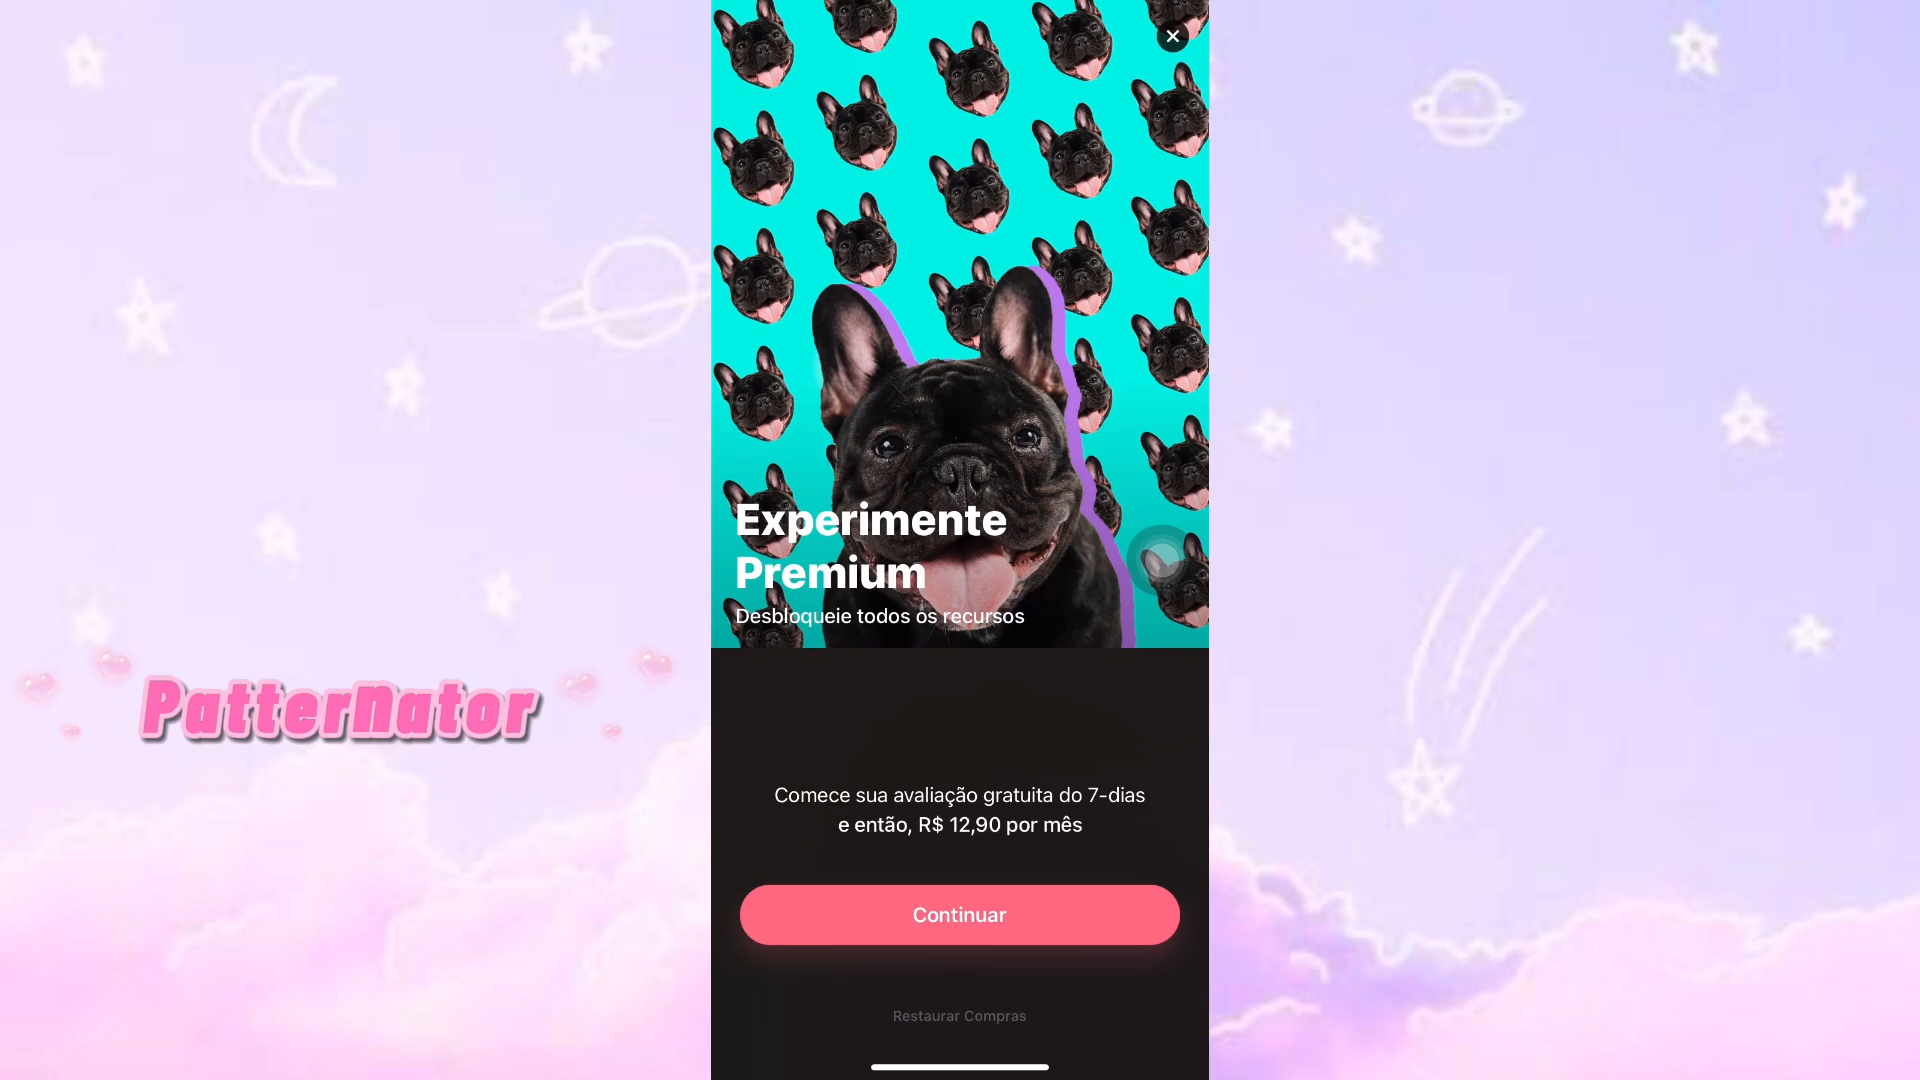 Experimente
Premium
Desbloqueie todos os recursos
PatterNator
Comece sua avaliação gratuita do 7-dias
e então, R$ 12,90 por mês
Continuar
Restaurar Compras